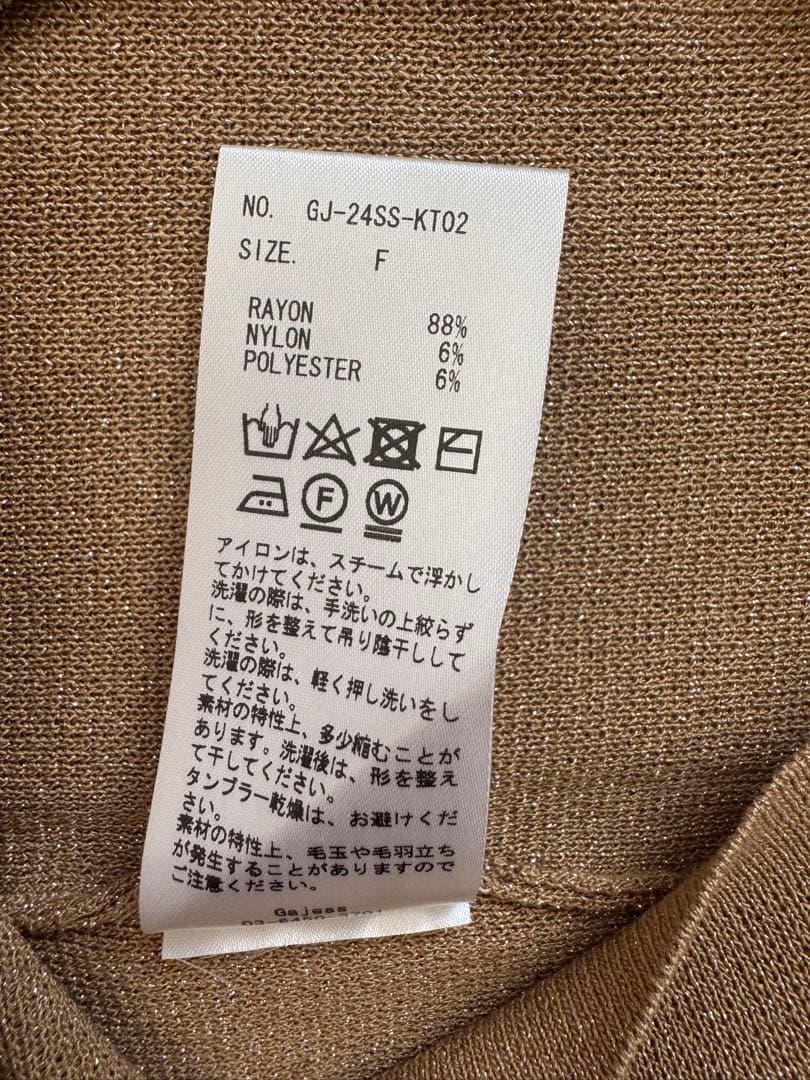 NO. GJ-24SS-KT02
SIZE. F
RAYON 88%
NYLON 6%
POLYESTER 6%
F W
アイロンは、スチームで浮かし
てかけてください。
洗濯の際は、手洗いの上絞らず
に、形を整えて吊り陰干しして
ください。
洗濯の際は、軽く押し洗いをし
てください。
素材の特性上、多少縮むことが
あります。洗濯後は、形を整え
て干してください。
タンブラー乾燥は、お避けくだ
さい。
素材の特性上、毛玉や毛羽立ち
が発生することがありますので
ご注意ください。
Gajess